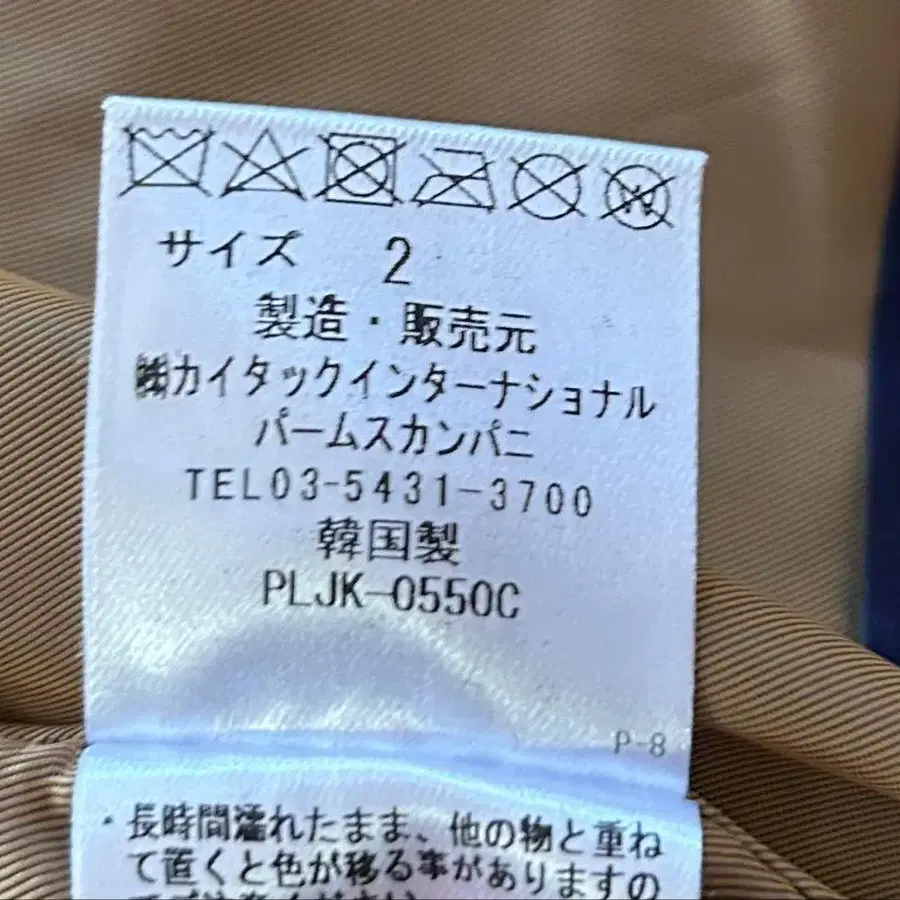 サイズ 2
製造・販売元
㈱カイタックインターナショナル
パームスカンパニ
TEL03-5431-3700
韓国製
PLJK-0550C
P-8
・長時間濡れたまま、他の物と重ね
て置くと色が移る事がありますの